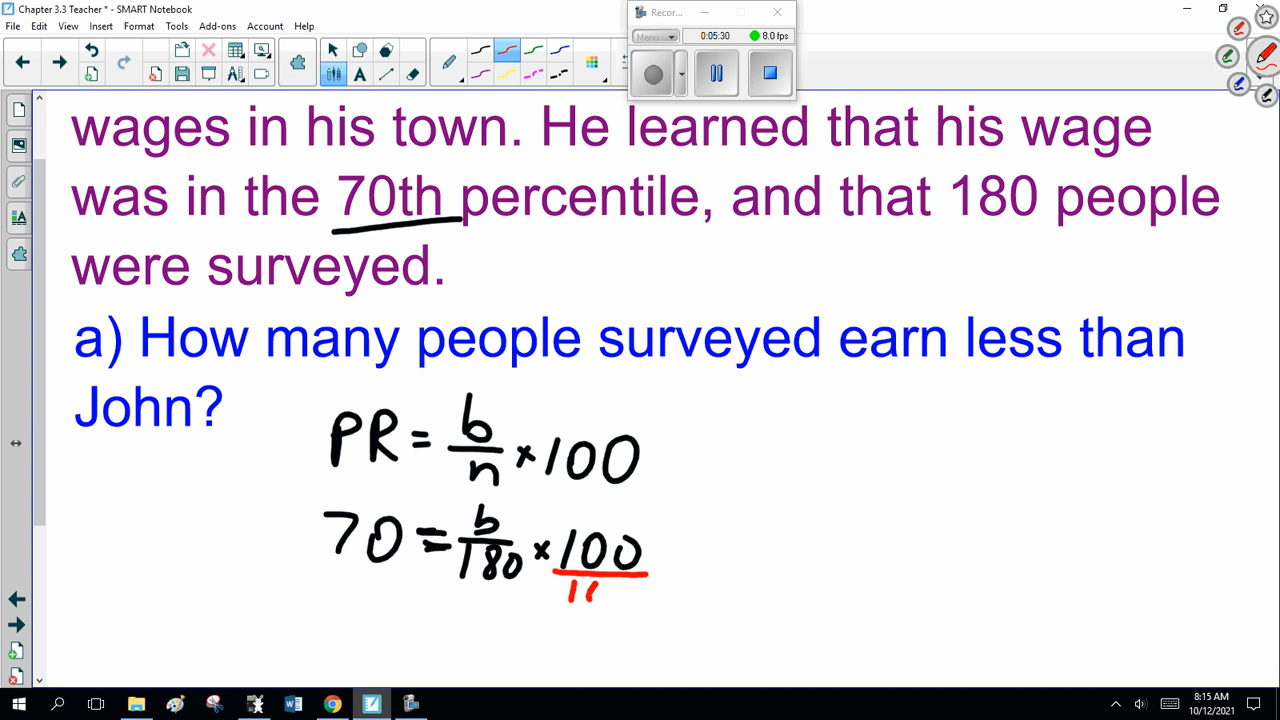 Chapter 3.3 Teacher * - SMART Notebook
File Edit View Insert Format Tools Add-ons Account Help
Recor...
Menu 0:05:30 8.0 fps
wages in his town. He learned that his wage
was in the 70th percentile, and that 180 people
were surveyed.
a) How many people surveyed earn less than
John?
PR = b/n × 100
70 = b/180 × 100
8:15 AM
10/12/2021